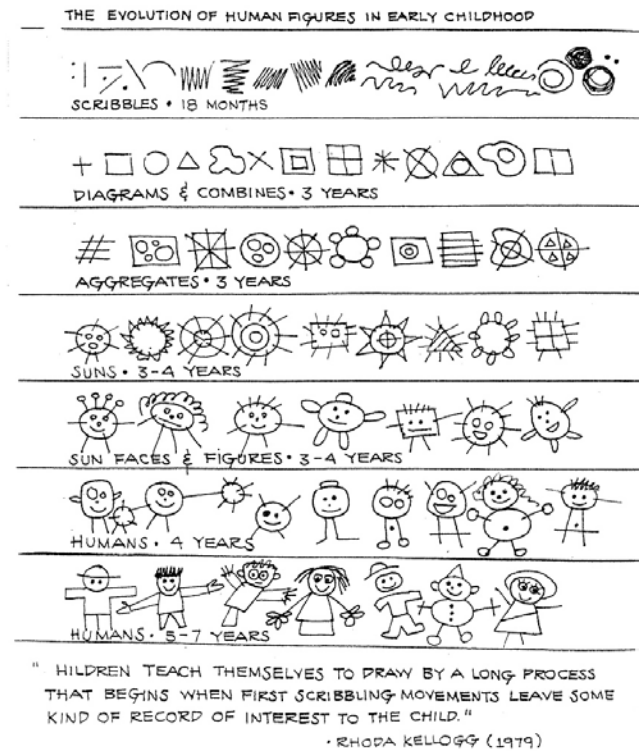 THE EVOLUTION OF HUMAN FIGURES IN EARLY CHILDHOOD
SCRIBBLES • 18 MONTHS
DIAGRAMS & COMBINES • 3 YEARS
AGGREGATES • 3 YEARS
SUNS • 3-4 YEARS
SUN FACES & FIGURES • 3-4 YEARS
HUMANS • 4 YEARS
HUMANS • 5-7 YEARS
" HILDREN TEACH THEMSELVES TO DRAW BY A LONG PROCESS
THAT BEGINS WHEN FIRST SCRIBBLING MOVEMENTS LEAVE SOME
KIND OF RECORD OF INTEREST TO THE CHILD."
• RHODA KELLOGG (1979)